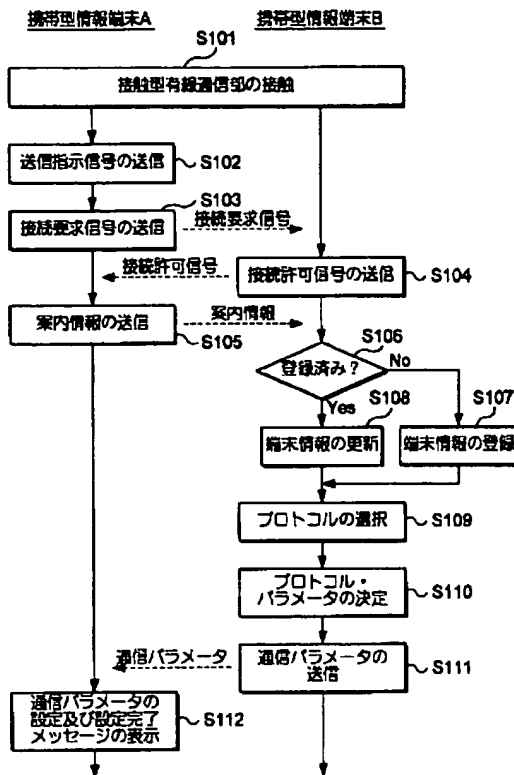 携帯型情報端末A
携帯型情報端末B
S101
接触型有線通信部の接触
送信指示信号の送信
S102
S103
接続要求信号の送信
接続要求信号
接続許可信号
接続許可信号の送信
S104
案内情報の送信
案内情報
S105
S106
登録済み?
No
Yes
S108
S107
端末情報の更新
端末情報の登録
プロトコルの選択
S109
プロトコル・
パラメータの決定
S110
通信パラメータ
通信パラメータの
送信
S111
通信パラメータの
設定及び設定完了
メッセージの表示
S112